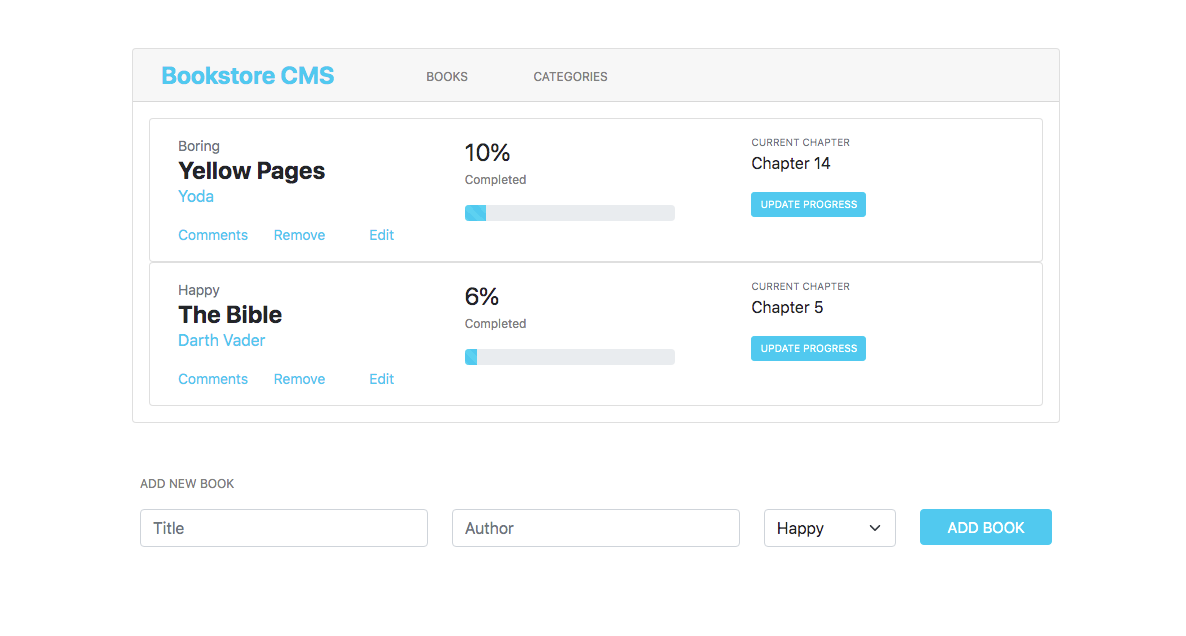 Bookstore CMS BOOKS CATEGORIES
Boring
Yellow Pages
Yoda
Comments Remove Edit
10%
Completed
CURRENT CHAPTER
Chapter 14
UPDATE PROGRESS
Happy
The Bible
Darth Vader
Comments Remove Edit
6%
Completed
CURRENT CHAPTER
Chapter 5
UPDATE PROGRESS
ADD NEW BOOK
Title Author Happy ADD BOOK